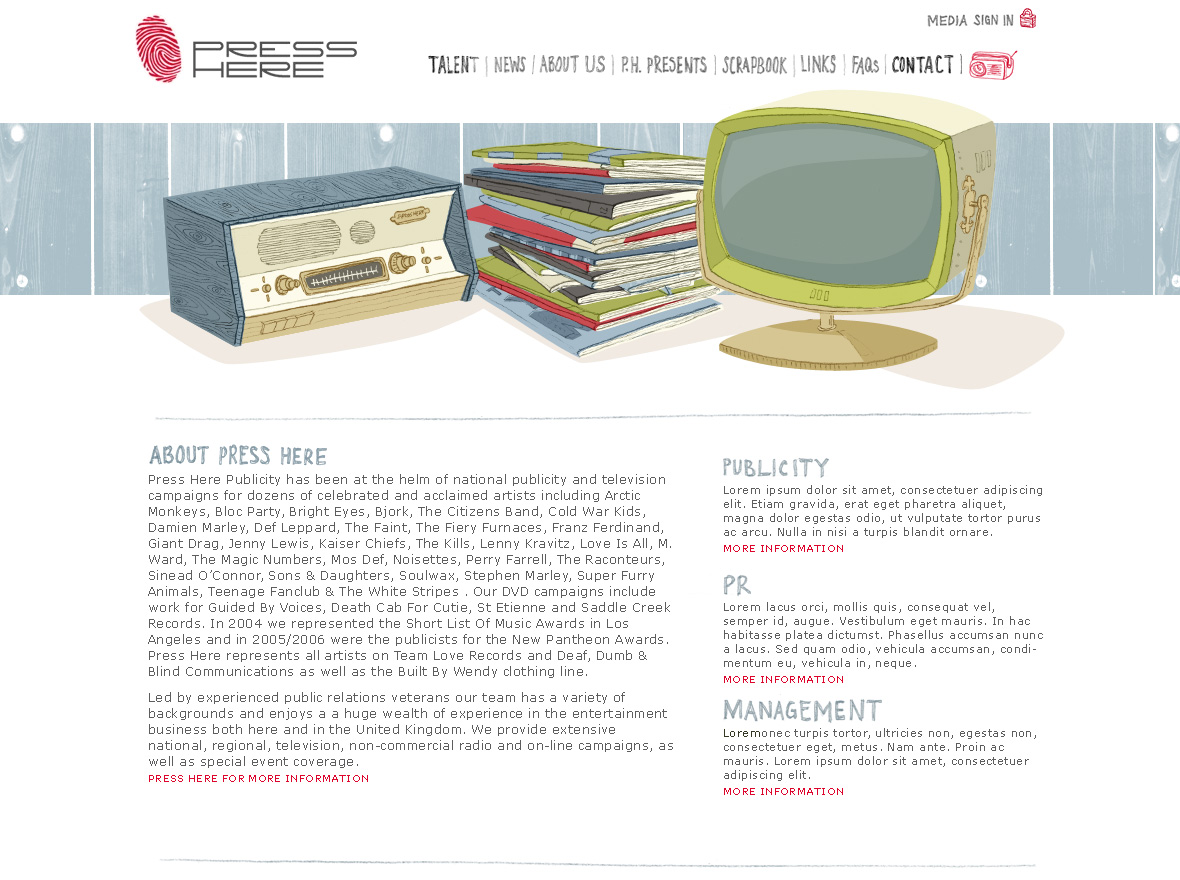 MEDIA SIGN IN
PRESS
HERE
TALENT | NEWS | ABOUT US | P.H. PRESENTS | SCRAPBOOK | LINKS | FAQs | CONTACT |
ABOUT PRESS HERE
Press Here Publicity has been at the helm of national publicity and television
campaigns for dozens of celebrated and acclaimed artists including Arctic
Monkeys, Bloc Party, Bright Eyes, Bjork, The Citizens Band, Cold War Kids,
Damien Marley, Def Leppard, The Faint, The Fiery Furnaces, Franz Ferdinand,
Giant Drag, Jenny Lewis, Kaiser Chiefs, The Kills, Lenny Kravitz, Love Is All, M.
Ward, The Magic Numbers, Mos Def, Noisettes, Perry Farrell, The Raconteurs,
Sinead O’Connor, Sons & Daughters, Soulwax, Stephen Marley, Super Furry
Animals, Teenage Fanclub & The White Stripes . Our DVD campaigns include
work for Guided By Voices, Death Cab For Cutie, St Etienne and Saddle Creek
Records. In 2004 we represented the Short List Of Music Awards in Los
Angeles and in 2005/2006 were the publicists for the New Pantheon Awards.
Press Here represents all artists on Team Love Records and Deaf, Dumb &
Blind Communications as well as the Built By Wendy clothing line.
Led by experienced public relations veterans our team has a variety of
backgrounds and enjoys a a huge wealth of experience in the entertainment
business both here and in the United Kingdom. We provide extensive
national, regional, television, non-commercial radio and on-line campaigns, as
well as special event coverage.
PRESS HERE FOR MORE INFORMATION
PUBLICITY
Lorem ipsum dolor sit amet, consectetuer adipiscing
elit. Etiam gravida, erat eget pharetra aliquet,
magna dolor egestas odio, ut vulputate tortor purus
ac arcu. Nulla in nisi a turpis blandit ornare.
MORE INFORMATION
PR
Lorem lacus orci, mollis quis, consequat vel,
semper id, augue. Vestibulum eget mauris. In hac
habitasse platea dictumst. Phasellus accumsan nunc
a lacus. Sed quam odio, vehicula accumsan, condi-
mentum eu, vehicula in, neque.
MORE INFORMATION
MANAGEMENT
Loremonec turpis tortor, ultricies non, egestas non,
consectetuer eget, metus. Nam ante. Proin ac
mauris. Lorem ipsum dolor sit amet, consectetuer
adipiscing elit.
MORE INFORMATION